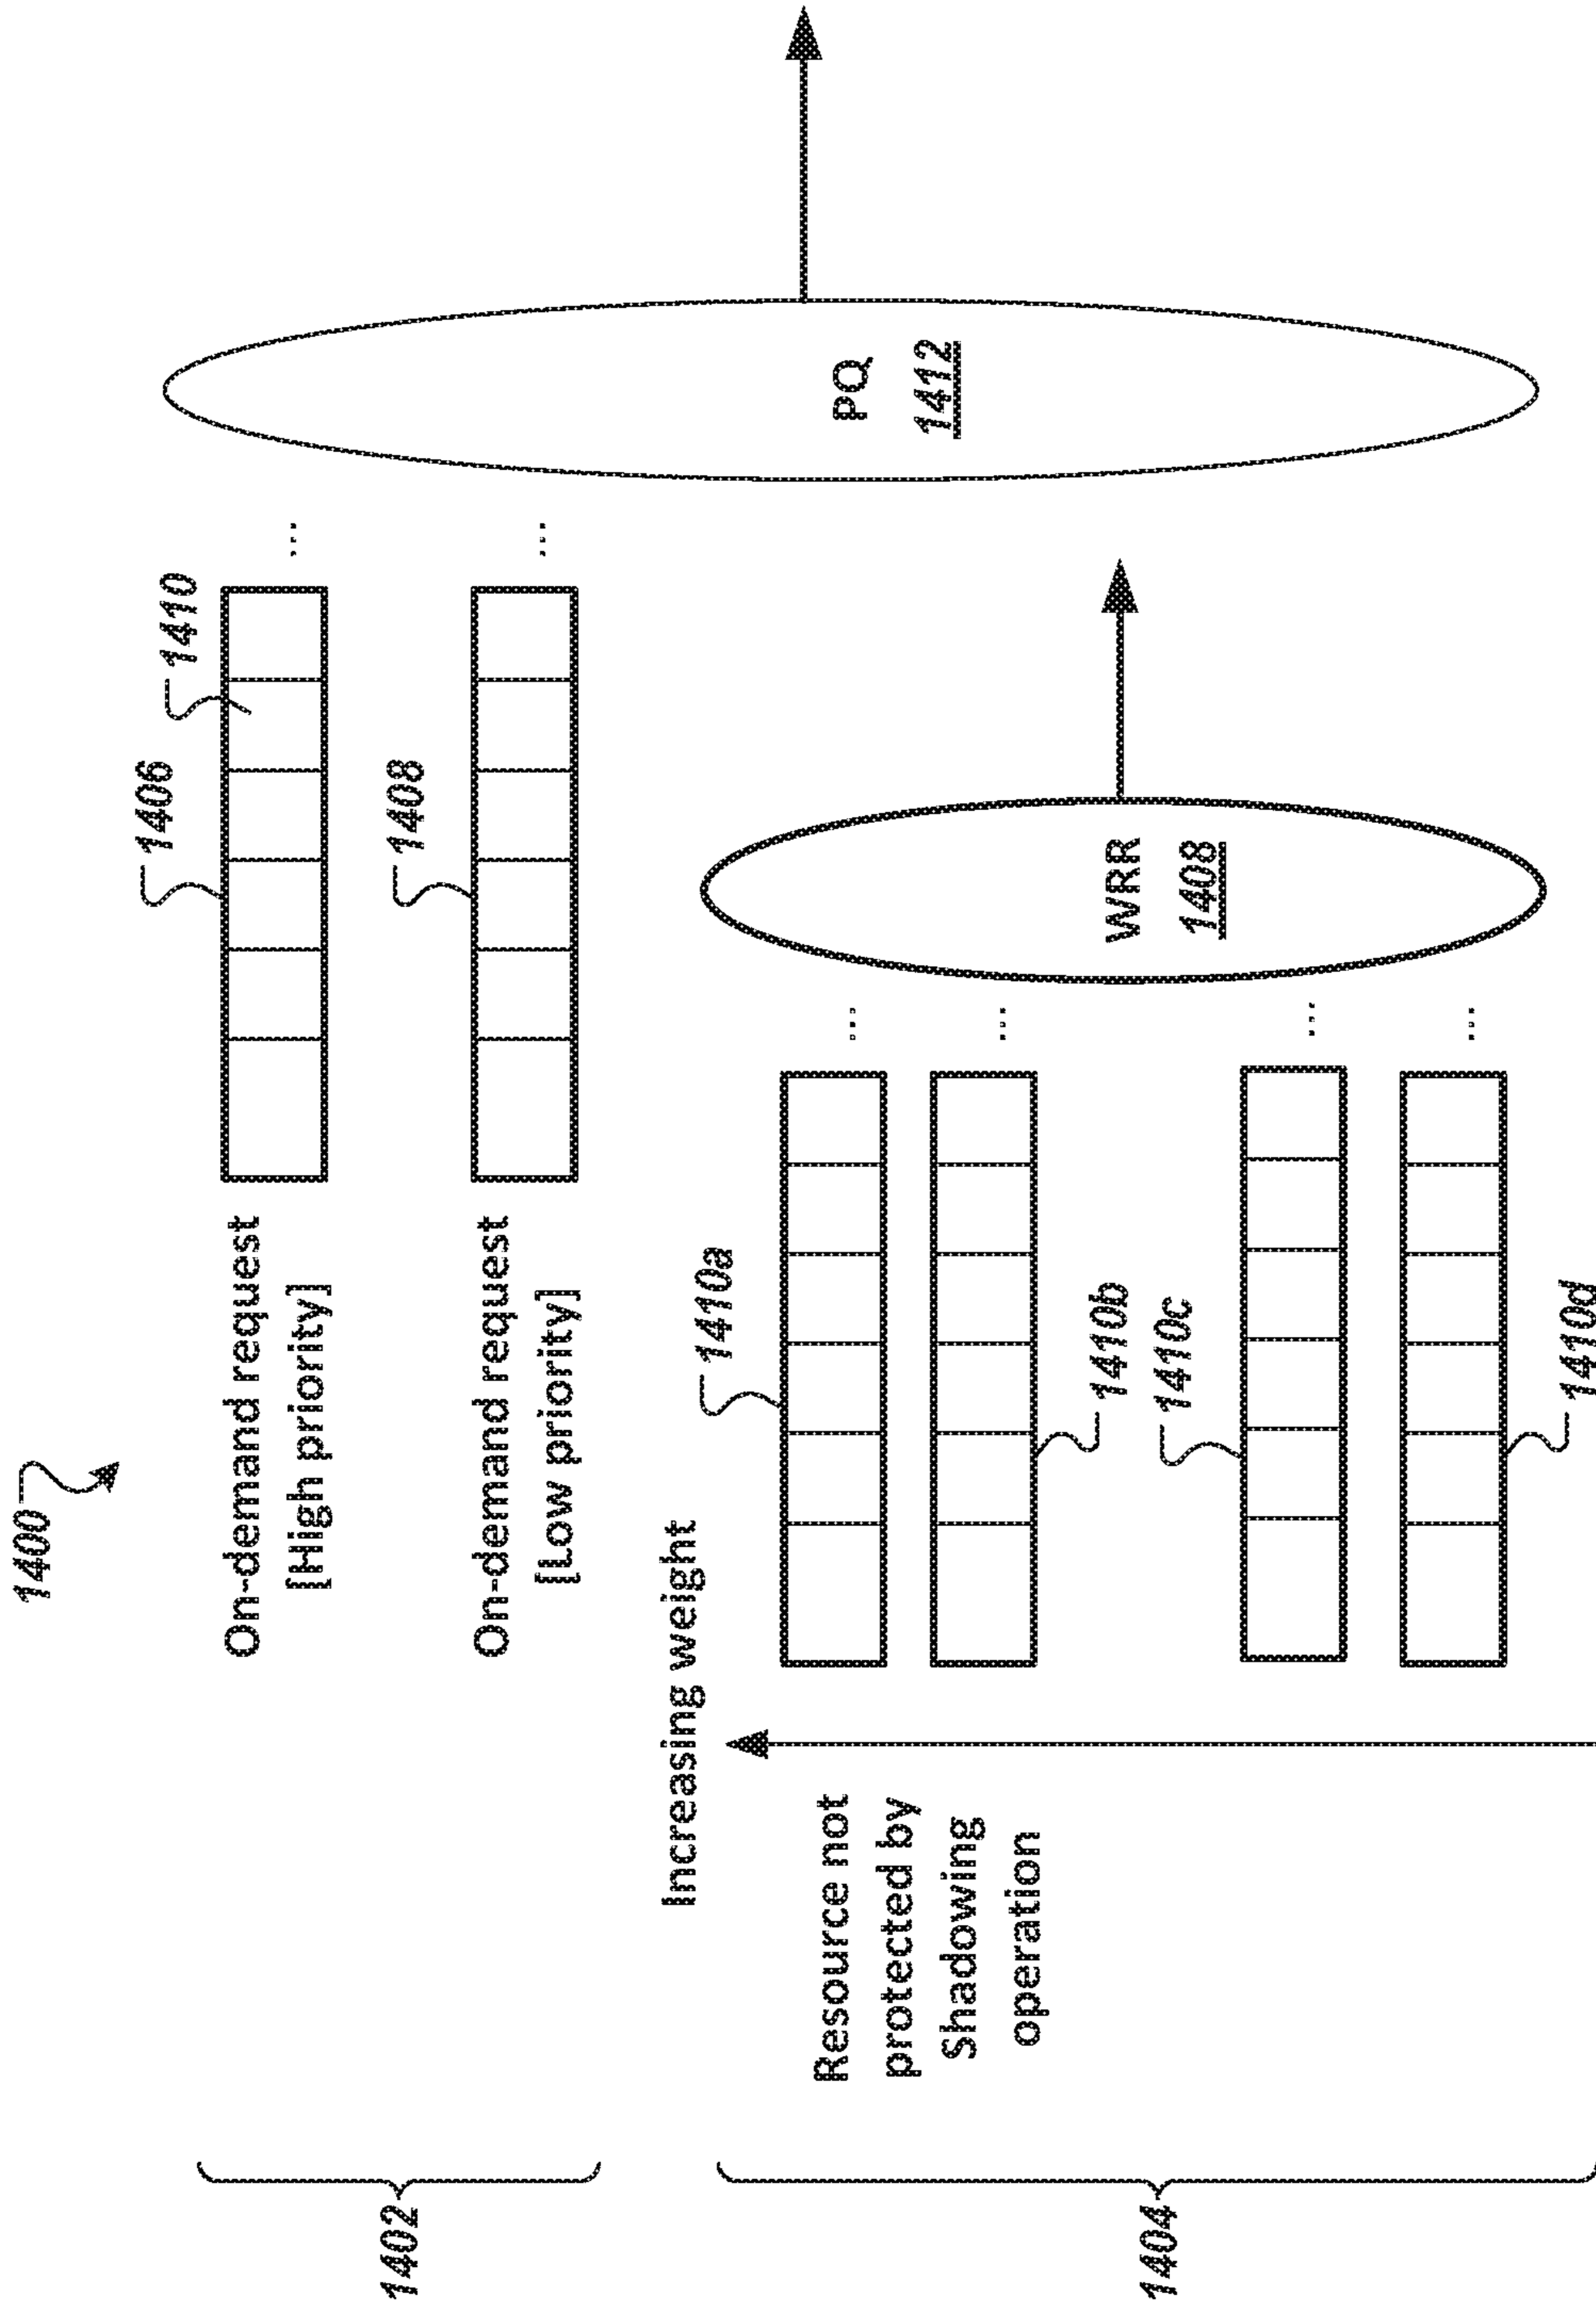 1400
1402
On-demand request
[High priority]
1406
1410
...
On-demand request
[Low priority]
1408
...
PQ
1412
1404
Increasing weight
Resource not
protected by
Shadowing
operation
1410a
...
1410b
...
1410c
...
1410d
...
WRR
1408